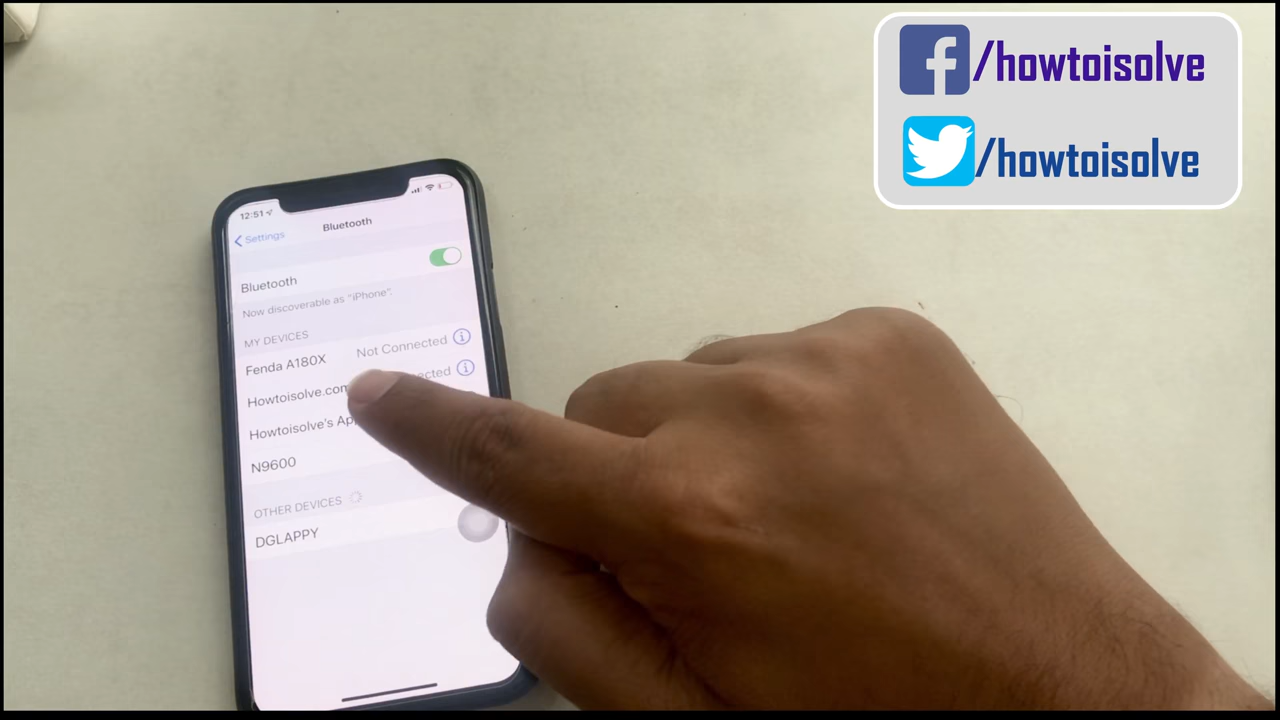 /howtoisolve
/howtoisolve
12:51
Settings
Bluetooth
Bluetooth
Now discoverable as "iPhone".
MY DEVICES
Fenda A180X Not Connected
Howtoisolve.com
Howtoisolve's
N9600
OTHER DEVICES
DGLAPPY